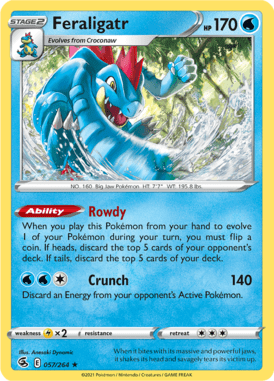 STAGE 2 Feraligatr HP 170
Evolves from Croconaw
NO. 160 Big Jaw Pokémon HT: 7'7" WT: 195.8 lbs.
Ability Rowdy
When you play this Pokémon from your hand to evolve
1 of your Pokémon during your turn, you must flip a
coin. If heads, discard the top 5 cards of your opponent's
deck. If tails, discard the top 5 cards of your deck.
Crunch 140
Discard an Energy from your opponent's Active Pokémon.
weakness ×2 resistance retreat
Illus. Anesaki Dynamic
E 057/264 ★
When it bites with its massive and powerful jaws,
it shakes its head and savagely tears its victim up.
©2021 Pokémon / Nintendo / Creatures / GAME FREAK